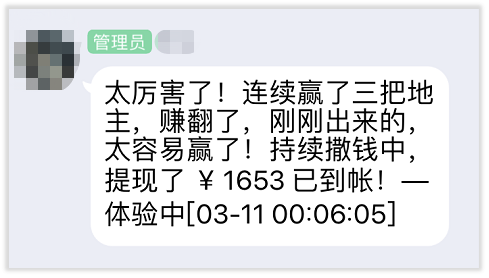 管理员
太厉害了！连续赢了三把地
主，赚翻了，刚刚出来的，
太容易赢了！持续撒钱中，
提现了 ￥1653 已到帐！—
体验中[03-11 00:06:05]